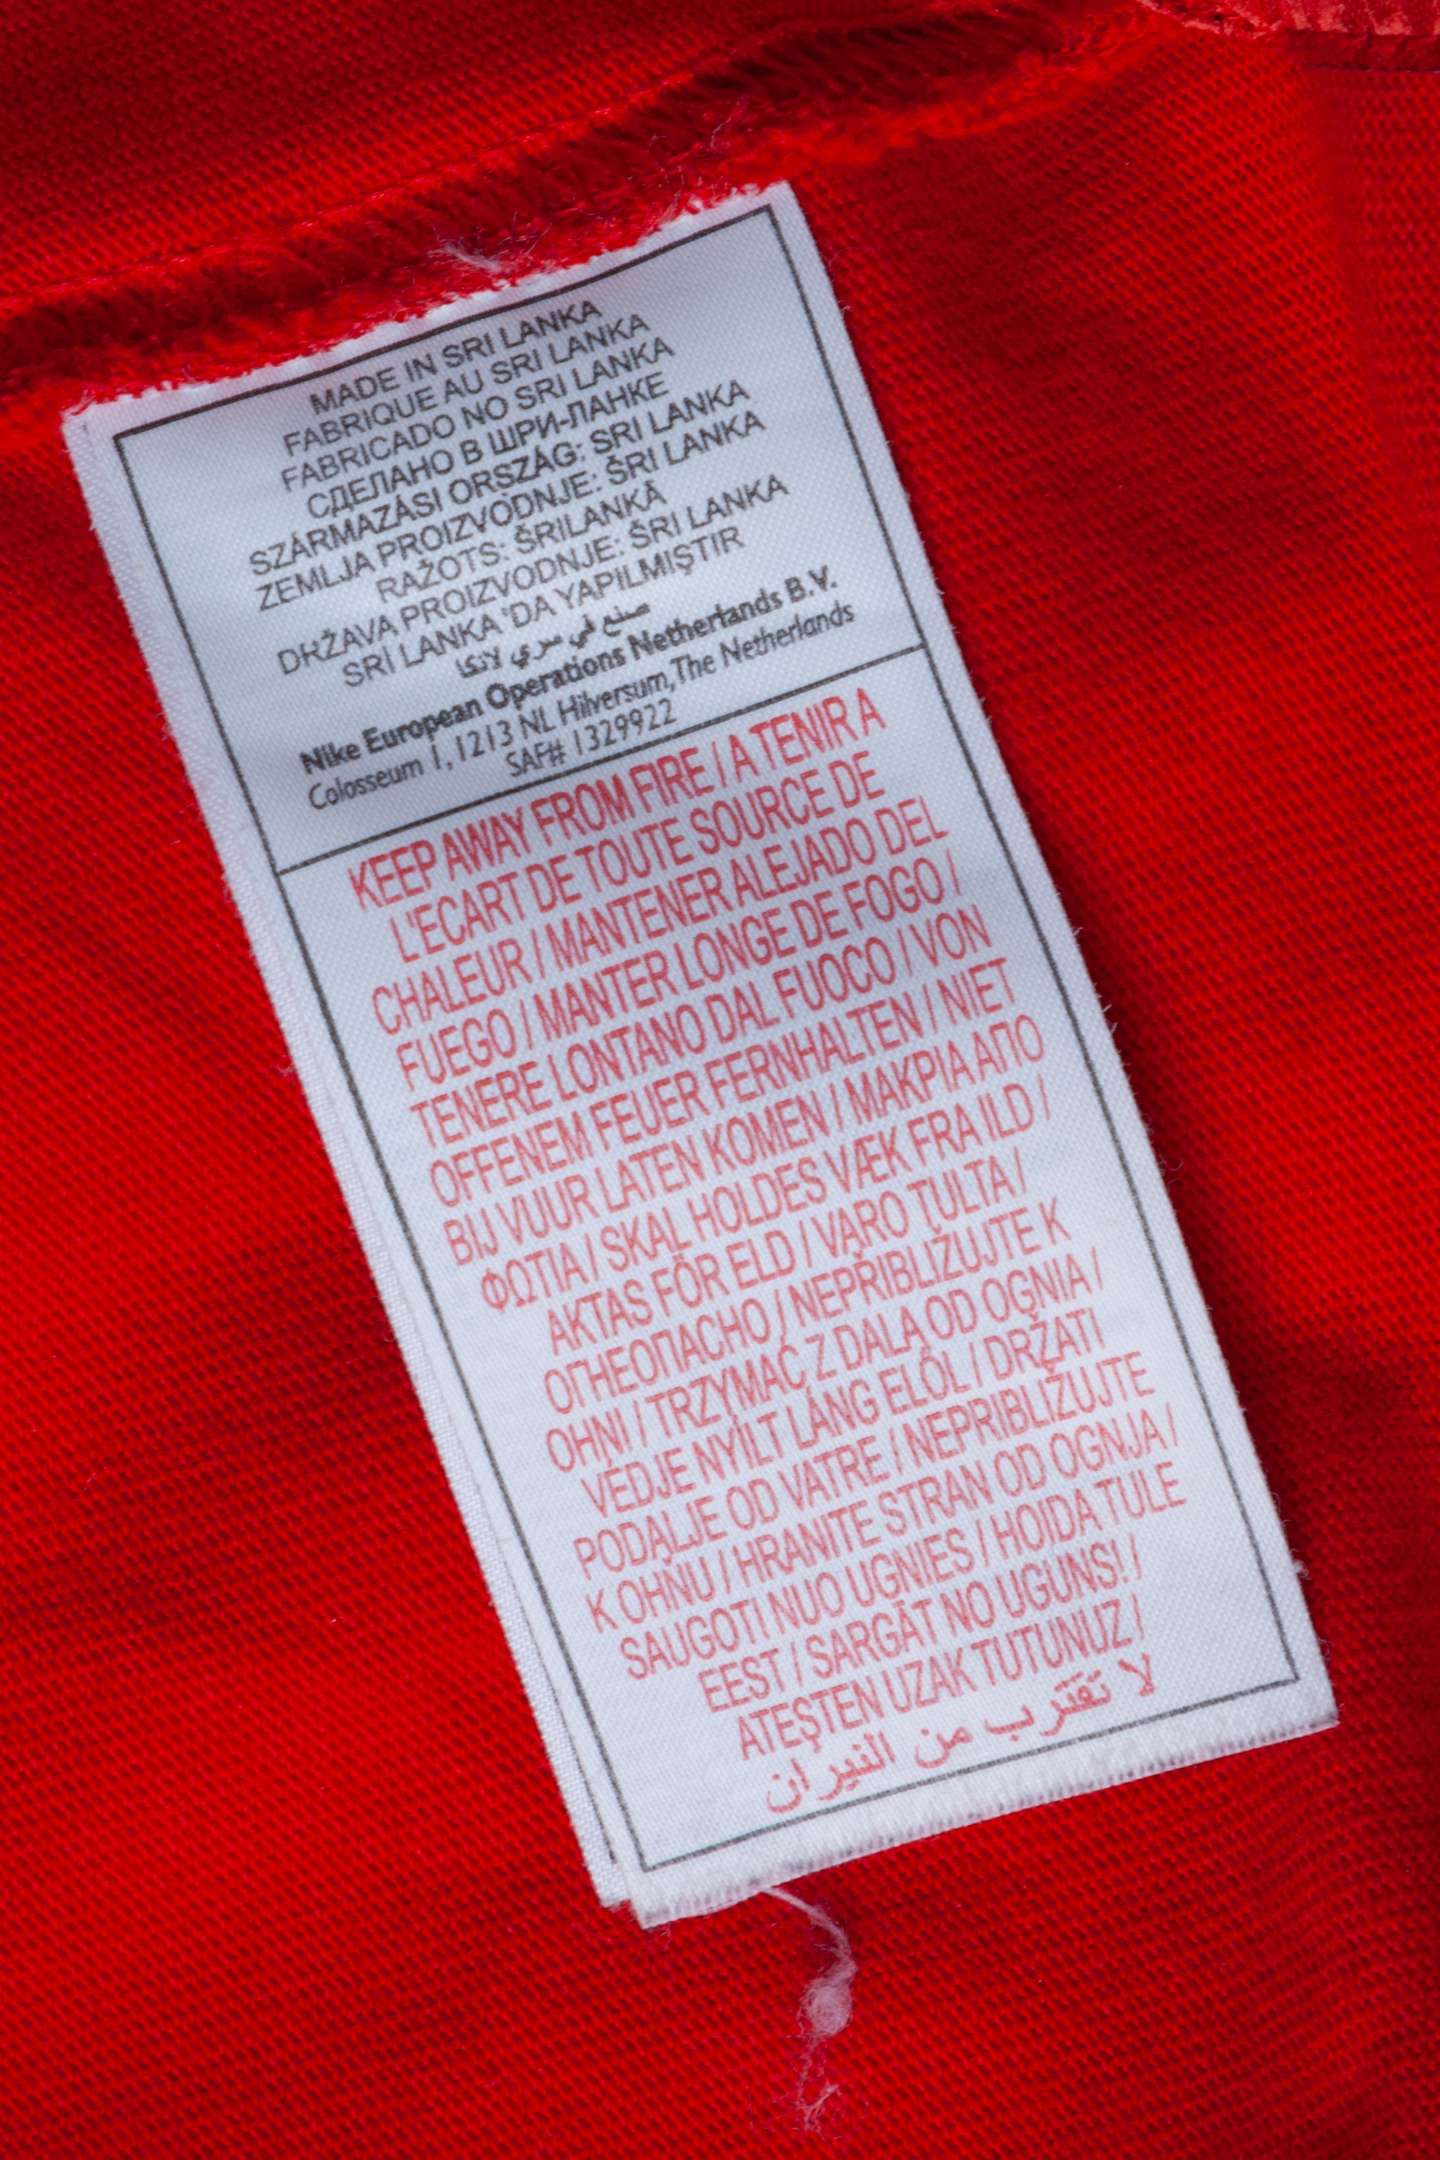 MADE IN SRI LANKA
FABRIQUE AU SRI LANKA
FABRICADO NO SRI LANKA
СДЕЛАНО В ШРИ-ЛАНКЕ
SZÁRMAZÁSI ORSZÁG: SRI LANKA
ZEMLJA PROIZVODNJE: ŠRI LANKA
RAŽOTS: ŠRILANKĀ
DRŽAVA PROIZVODNJE: ŠRI LANKA
SRİ LANKA 'DA YAPILMIŞTIR
صنع في سري لانكا
Nike European Operations Netherlands B.V.
Colosseum 1, 1213 NL Hilversum, The Netherlands
SAF# 1329922
KEEP AWAY FROM FIRE / A TENIR A
L'ECART DE TOUTE SOURCE DE
CHALEUR / MANTENER ALEJADO DEL
FUEGO / MANTER LONGE DE FOGO /
TENERE LONTANO DAL FUOCO / VON
OFFENEM FEUER FERNHALTEN / NIET
BIJ VUUR LATEN KOMEN / ΜΑΚΡΙΑ ΑΠΟ
ΦΩΤΙΑ / SKAL HOLDES VÆK FRA ILD /
AKTAS FÖR ELD / VARO TULTA /
ОГНЕОПАСНО / NEPŘIBLIŽUJTE K
OHNI / TRZYMAĆ Z DALA OD OGNIA /
VÉDJE NYÍLT LÁNG ELŐL / DRŽATI
PODALJE OD VATRE / NEPRIBLIŽUJTE
K OHŇU / HRANITE STRAN OD OGNJA /
SAUGOTI NUO UGNIES / HOIDA TULE
EEST / SARGĀT NO UGUNS! /
ATEŞTEN UZAK TUTUNUZ /
لا تقترب من النيران